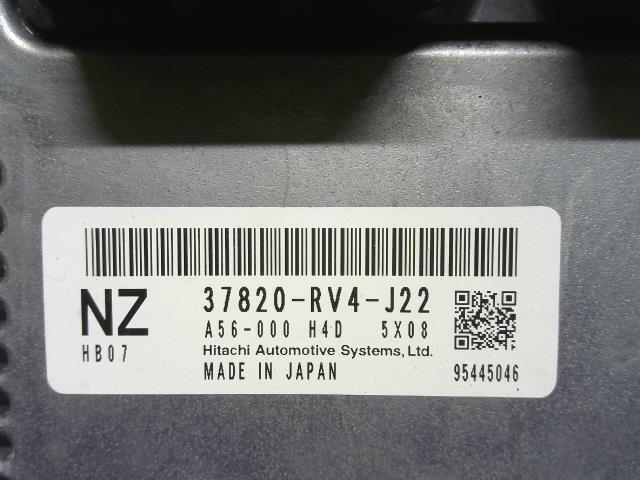 NZ 37820-RV4-J22
A56-000 H4D 5X08
HB07 Hitachi Automotive Systems, Ltd.
MADE IN JAPAN 95445046